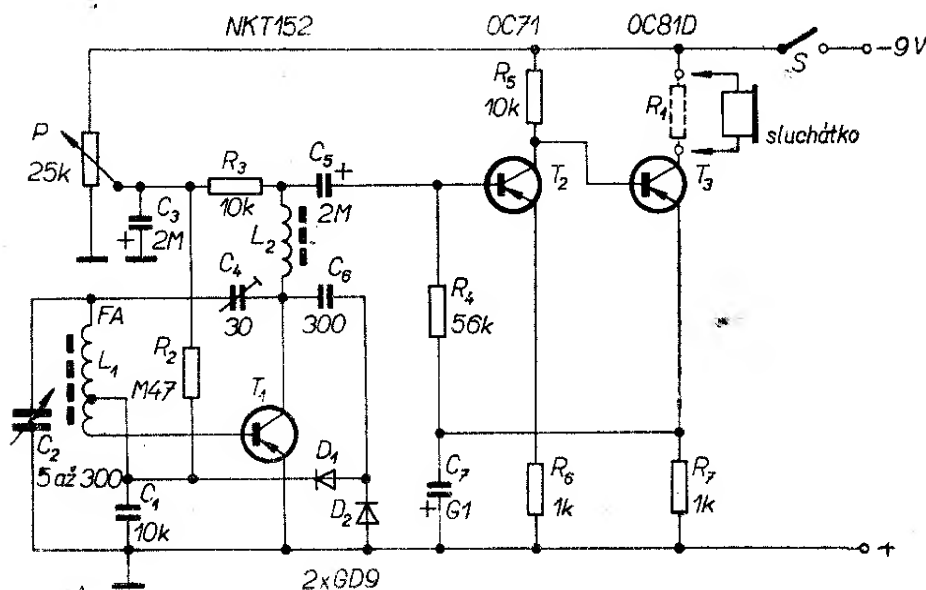 NKT152 OC71 OC81D
S -9V
R5 10k
R1 sluchátko
P 25k
R3 10k
C5 + 2M
T2 T3
C3 + 2M
L2
C4 30
C6 300
R4 56k
FA
L1
R2 M47
T1
C2 5 až 300
D1
C1 10k
D2
C7 + G1
R6 1k
R7 1k
+
2xGD9